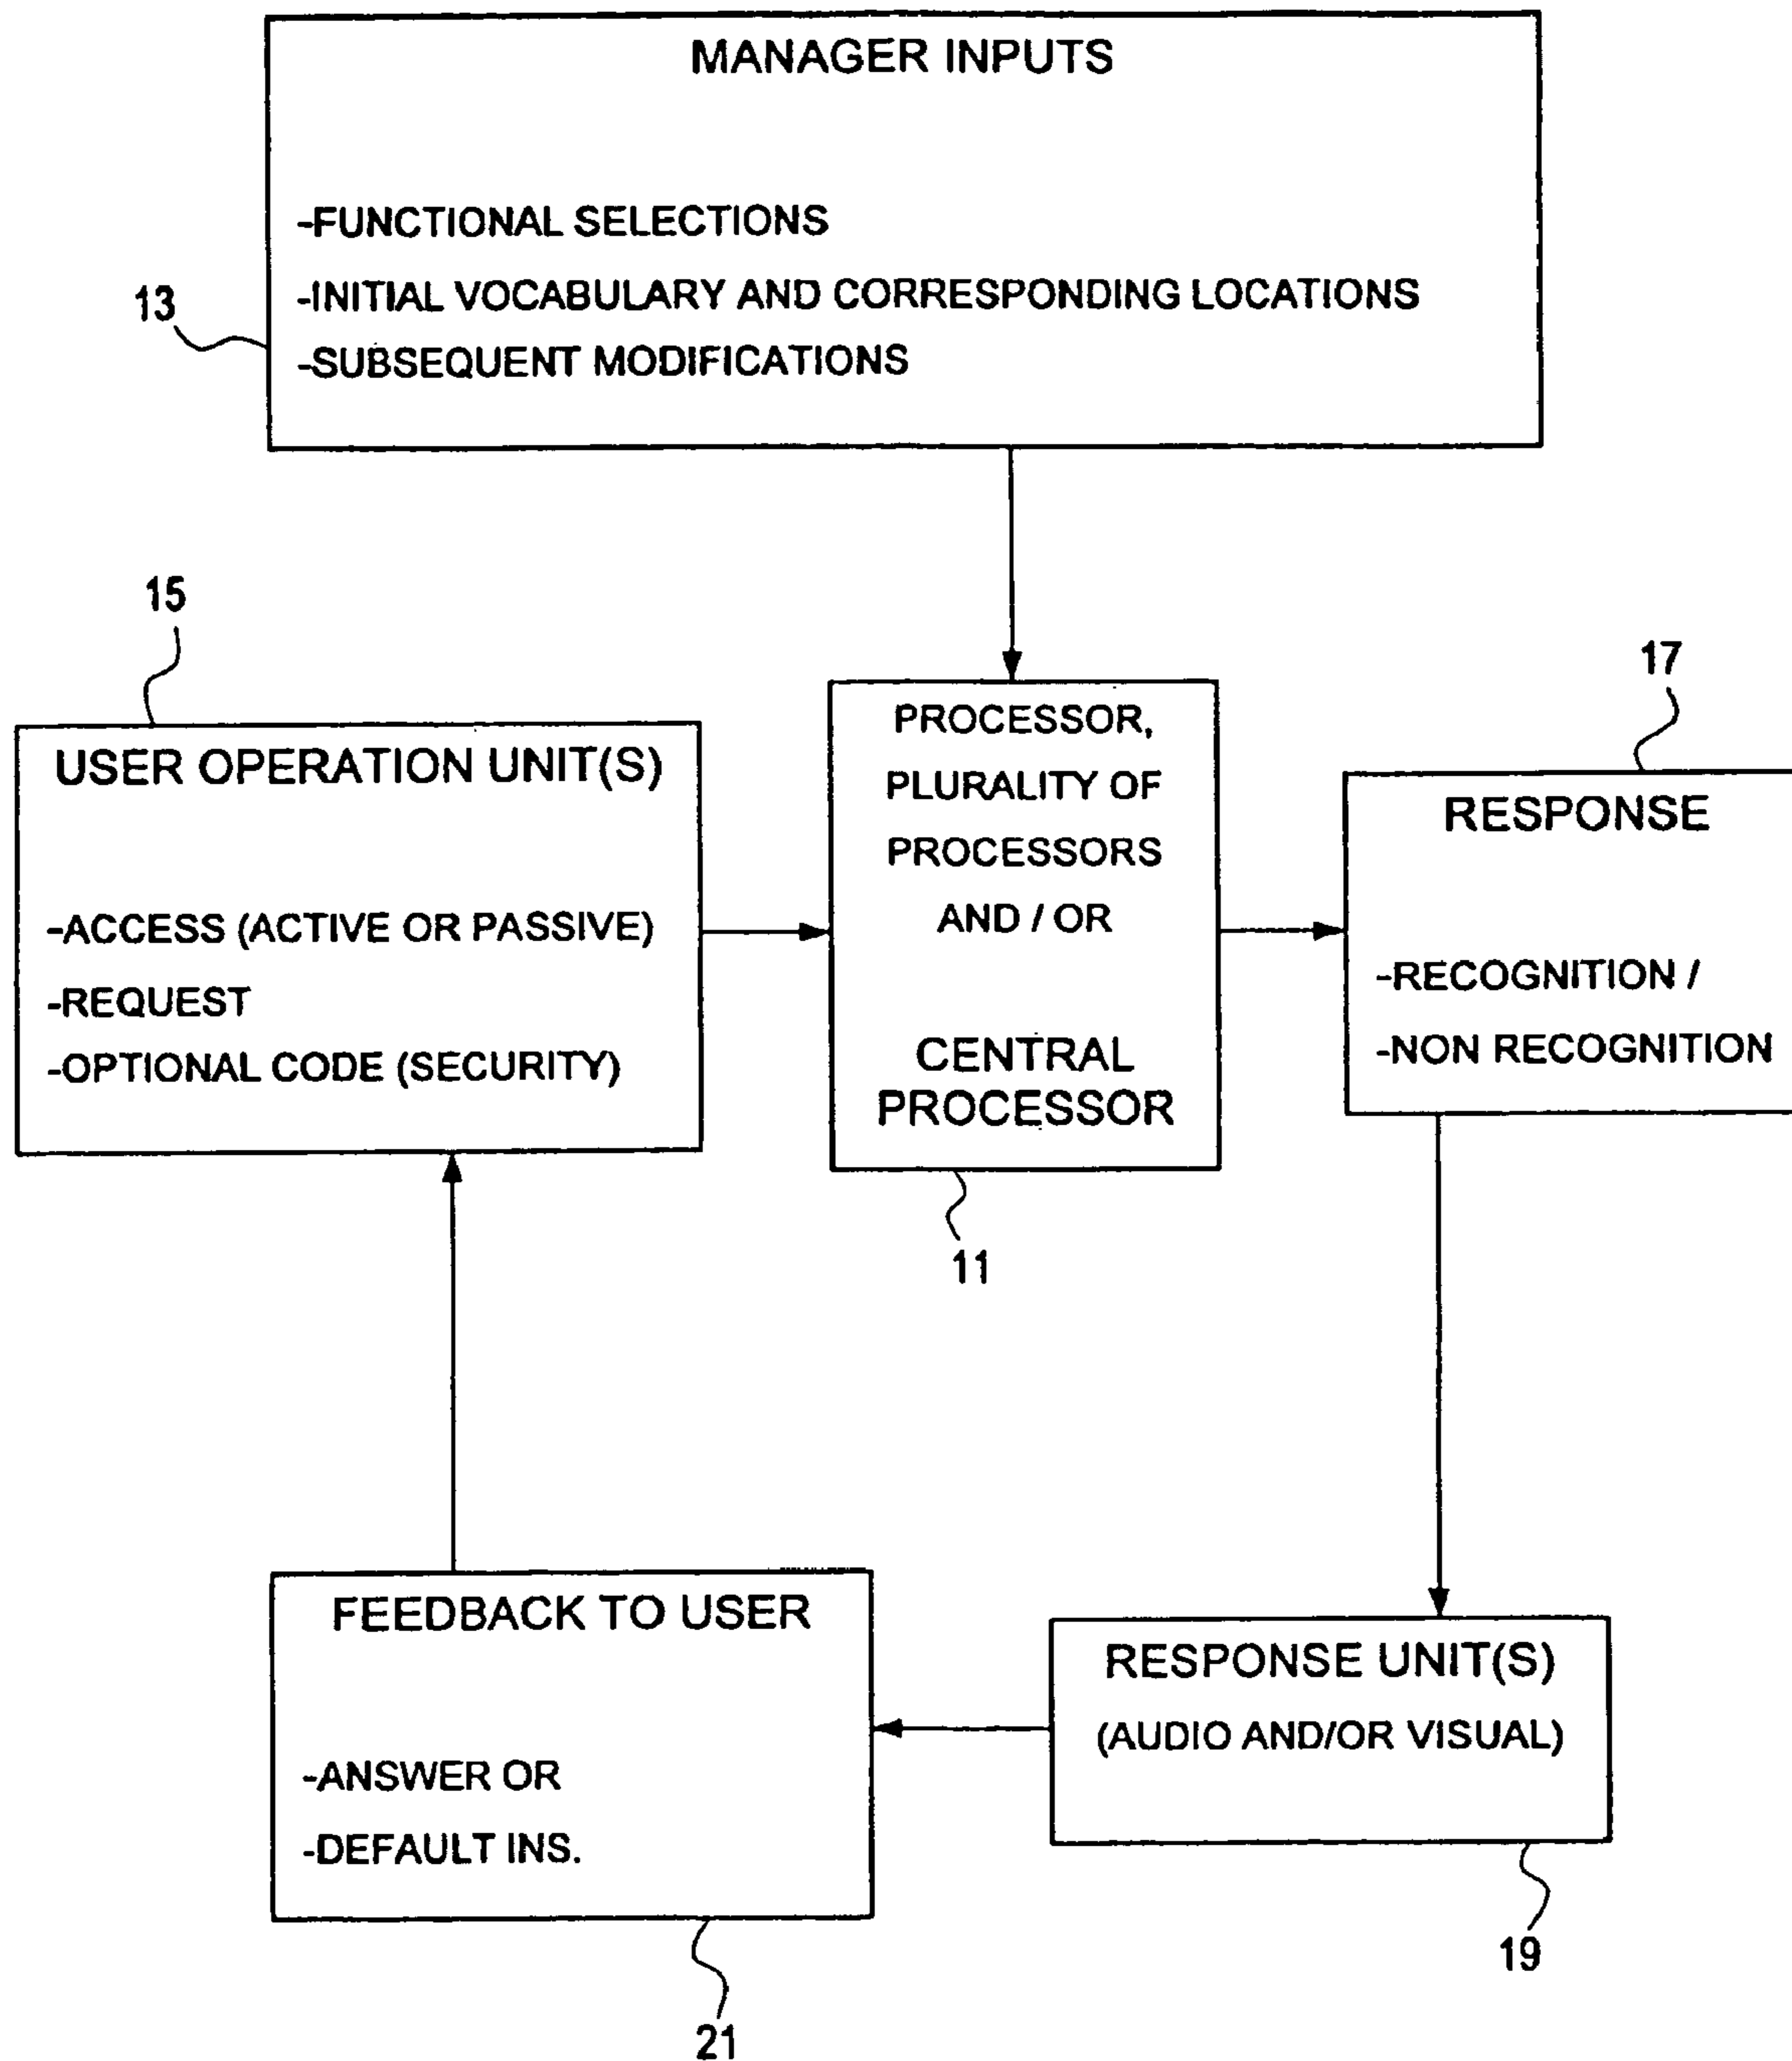 MANAGER INPUTS
-FUNCTIONAL SELECTIONS
-INITIAL VOCABULARY AND CORRESPONDING LOCATIONS
-SUBSEQUENT MODIFICATIONS
13
15
USER OPERATION UNIT(S)
-ACCESS (ACTIVE OR PASSIVE)
-REQUEST
-OPTIONAL CODE (SECURITY)
PROCESSOR,
PLURALITY OF
PROCESSORS
AND / OR
CENTRAL
PROCESSOR
11
17
RESPONSE
-RECOGNITION /
-NON RECOGNITION
RESPONSE UNIT(S)
(AUDIO AND/OR VISUAL)
19
FEEDBACK TO USER
-ANSWER OR
-DEFAULT INS.
21